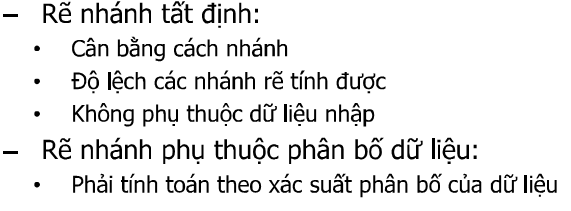 – Rẽ nhánh tất định:
• Cân bằng cách nhánh
• Độ lệch các nhánh rẽ tính được
• Không phụ thuộc dữ liệu nhập
– Rẽ nhánh phụ thuộc phân bố dữ liệu:
• Phải tính toán theo xác suất phân bố của dữ liệu